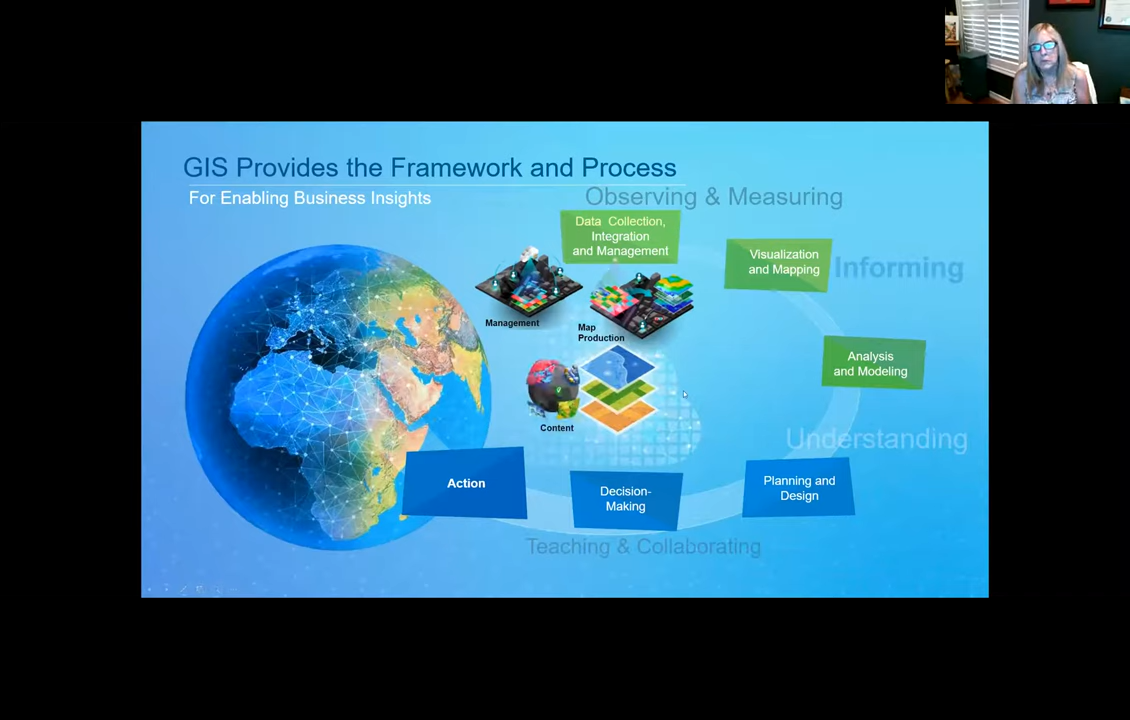 GIS Provides the Framework and Process
For Enabling Business Insights
Observing & Measuring
Data Collection,
Integration
and Management
Visualization
and Mapping
Informing
Management
Map
Production
Analysis
and Modeling
Content
Understanding
Action
Decision-
Making
Planning and
Design
Teaching & Collaborating